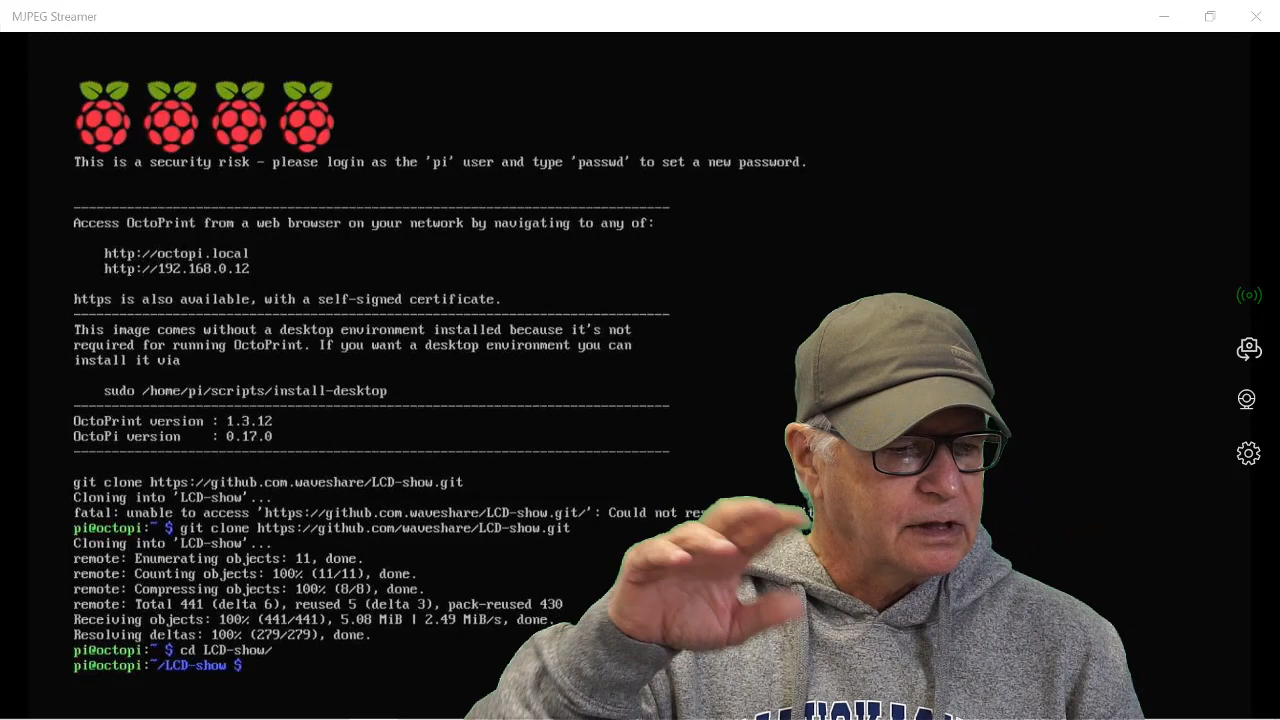 MJPEG Streamer
This is a security risk - please login as the 'pi' user and type 'passwd' to set a new password.
Access OctoPrint from a web browser on your network by navigating to any of:
http://octopi.local
http://192.168.0.12
https is also available, with a self-signed certificate.
This image comes without a desktop environment installed because it's not
required for running OctoPrint. If you want a desktop environment you can
install it via
sudo /home/pi/scripts/install-desktop
OctoPrint version : 1.3.12
OctoPi version : 0.17.0
git clone https://github.com.waveshare/LCD-show.git
Cloning into 'LCD-show'...
fatal: unable to access 'https://github.com.waveshare/LCD-show.git/': Could not
pi@octopi:~ $ git clone https://github.com/waveshare/LCD-show.git
Cloning into 'LCD-show'...
remote: Enumerating objects: 11, done.
remote: Counting objects: 100% (11/11), done.
remote: Compressing objects: 100% (8/8), done.
remote: Total 441 (delta 6), reused 5 (delta 3), pack-reused 430
Receiving objects: 100% (441/441), 5.08 MiB | 2.49 MiB/s, done.
Resolving deltas: 100% (279/279), done.
pi@octopi:~ $ cd LCD-show/
pi@octopi:~/LCD-show $